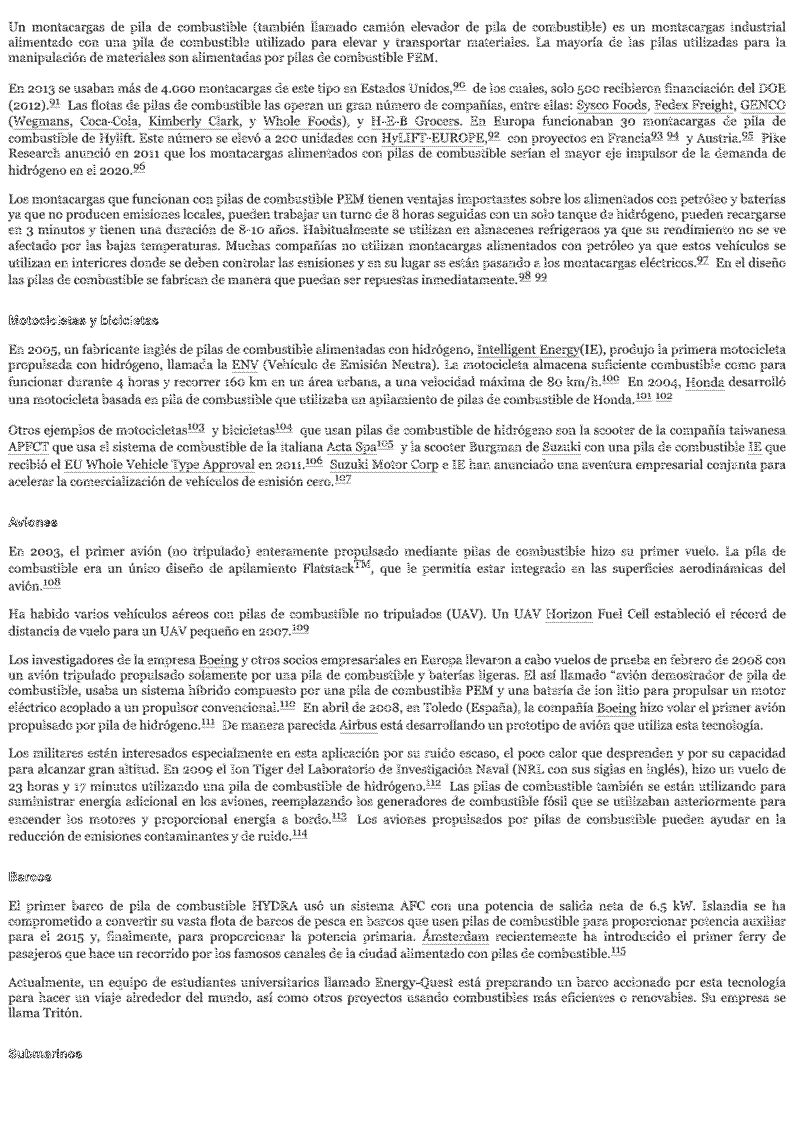 Un montacargas de pila de combustible (también llamado camión elevador de pila de combustible) es un montacargas industrial
alimentado con una pila de combustible utilizado para elevar y transportar materiales. La mayoría de las pilas utilizadas para la
manipulación de materiales son alimentadas por pilas de combustible PEM.
En 2013 se usaban más de 4.000 montacargas de este tipo en Estados Unidos,90 de los cuales, solo 500 recibieron financiación del DOE
(2012).91 Las flotas de pilas de combustible las operan un gran número de compañías, entre ellas: Sysco Foods, Fedex Freight, GENCO
(Wegmans, Coca-Cola, Kimberly Clark, y Whole Foods), y H-E-B Grocers. En Europa funcionaban 30 montacargas de pila de
combustible de Hylift. Este número se elevó a 200 unidades con HyLIFT-EUROPE,92 con proyectos en Francia93 94 y Austria.95 Pike
Research anunció en 2011 que los montacargas alimentados con pilas de combustible serían el mayor eje impulsor de la demanda de
hidrógeno en el 2020.96
Los montacargas que funcionan con pilas de combustible PEM tienen ventajas importantes sobre los alimentados con petróleo y baterías
ya que no producen emisiones locales, pueden trabajar un turno de 8 horas seguidas con un solo tanque de hidrógeno, pueden recargarse
en 3 minutos y tienen una duración de 8-10 años. Habitualmente se utilizan en almacenes refrigeraos ya que su rendimiento no se ve
afectado por las bajas temperaturas. Muchas compañías no utilizan montacargas alimentados con petróleo ya que estos vehículos se
utilizan en interiores donde se deben controlar las emisiones y en su lugar se están pasando a los montacargas eléctricos.97 En el diseño
las pilas de combustible se fabrican de manera que puedan ser repuestas inmediatamente.98 99
Motocicletas y bicicletas
En 2005, un fabricante inglés de pilas de combustible alimentadas con hidrógeno, Intelligent Energy(IE), produjo la primera motocicleta
propulsada con hidrógeno, llamada la ENV (Vehículo de Emisión Neutra). La motocicleta almacena suficiente combustible como para
funcionar durante 4 horas y recorrer 160 km en un área urbana, a una velocidad máxima de 80 km/h.100 En 2004, Honda desarrolló
una motocicleta basada en pila de combustible que utilizaba un apilamiento de pilas de combustible de Honda.101 102
Otros ejemplos de motocicletas103 y bicicletas104 que usan pilas de combustible de hidrógeno son la scooter de la compañía taiwanesa
APFCT que usa el sistema de combustible de la italiana Acta Spa105 y la scooter Burgman de Suzuki con una pila de combustible IE que
recibió el EU Whole Vehicle Type Approval en 2011.106 Suzuki Motor Corp e IE han anunciado una aventura empresarial conjunta para
acelerar la comercialización de vehículos de emisión cero.107
Aviones
En 2003, el primer avión (no tripulado) enteramente propulsado mediante pilas de combustible hizo su primer vuelo. La pila de
combustible era un único diseño de apilamiento FlatstackTM, que le permitía estar integrado en las superficies aerodinámicas del
avión.108
Ha habido varios vehículos aéreos con pilas de combustible no tripulados (UAV). Un UAV Horizon Fuel Cell estableció el récord de
distancia de vuelo para un UAV pequeño en 2007.109
Los investigadores de la empresa Boeing y otros socios empresariales en Europa llevaron a cabo vuelos de prueba en febrero de 2008 con
un avión tripulado propulsado solamente por una pila de combustible y baterías ligeras. El así llamado “avión demostrador de pila de
combustible, usaba un sistema híbrido compuesto por una pila de combustible PEM y una batería de ion litio para propulsar un motor
eléctrico acoplado a un propulsor convencional.110 En abril de 2008, en Toledo (España), la compañía Boeing hizo volar el primer avión
propulsado por pila de hidrógeno.111 De manera parecida Airbus está desarrollando un prototipo de avión que utiliza esta tecnología.
Los militares están interesados especialmente en esta aplicación por su ruido escaso, el poco calor que desprenden y por su capacidad
para alcanzar gran altitud. En 2009 el Ion Tiger del Laboratorio de Investigación Naval (NRL con sus siglas en inglés), hizo un vuelo de
23 horas y 17 minutos utilizando una pila de combustible de hidrógeno.112 Las pilas de combustible también se están utilizando para
suministrar energía adicional en los aviones, reemplazando los generadores de combustible fósil que se utilizaban anteriormente para
encender los motores y proporcional energía a bordo.113 Los aviones propulsados por pilas de combustible pueden ayudar en la
reducción de emisiones contaminantes y de ruido.114
Barcos
El primer barco de pila de combustible HYDRA usó un sistema AFC con una potencia de salida neta de 6.5 kW. Islandia se ha
comprometido a convertir su vasta flota de barcos de pesca en barcos que usen pilas de combustible para proporcionar potencia auxiliar
para el 2015 y, finalmente, para proporcionar la potencia primaria. Ámsterdam recientemente ha introducido el primer ferry de
pasajeros que hace un recorrido por los famosos canales de la ciudad alimentado con pilas de combustible.115
Actualmente, un equipo de estudiantes universitarios llamado Energy-Quest está preparando un barco accionado por esta tecnología
para hacer un viaje alrededor del mundo, así como otros proyectos usando combustibles más eficientes o renovables. Su empresa se
llama Tritón.
Submarinos